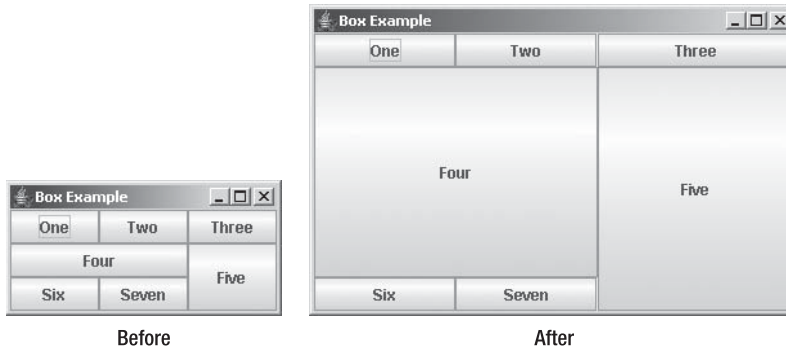 Box Example
One Two Three
Four
Five
Six Seven
Before
Box Example
One Two Three
Four
Five
Six Seven
After